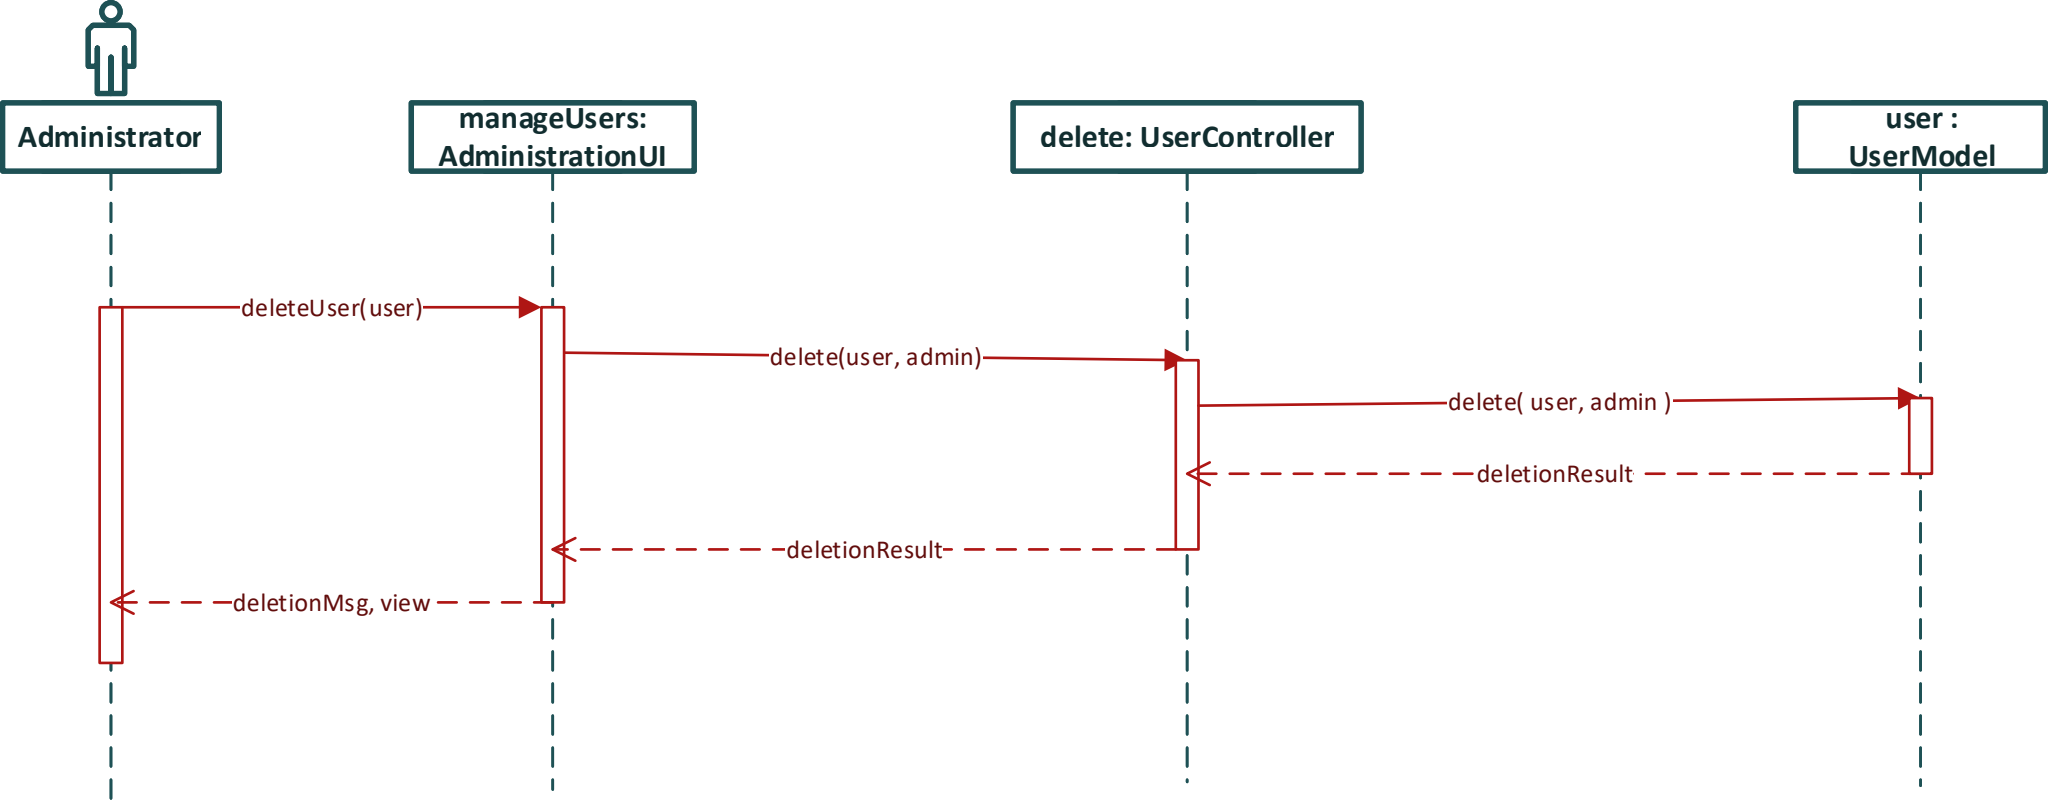 Administrator
manageUsers:
AdministrationUI
delete: UserController
user :
UserModel
deleteUser(user)
delete(user, admin)
delete( user, admin )
deletionResult
deletionResult
deletionMsg, view